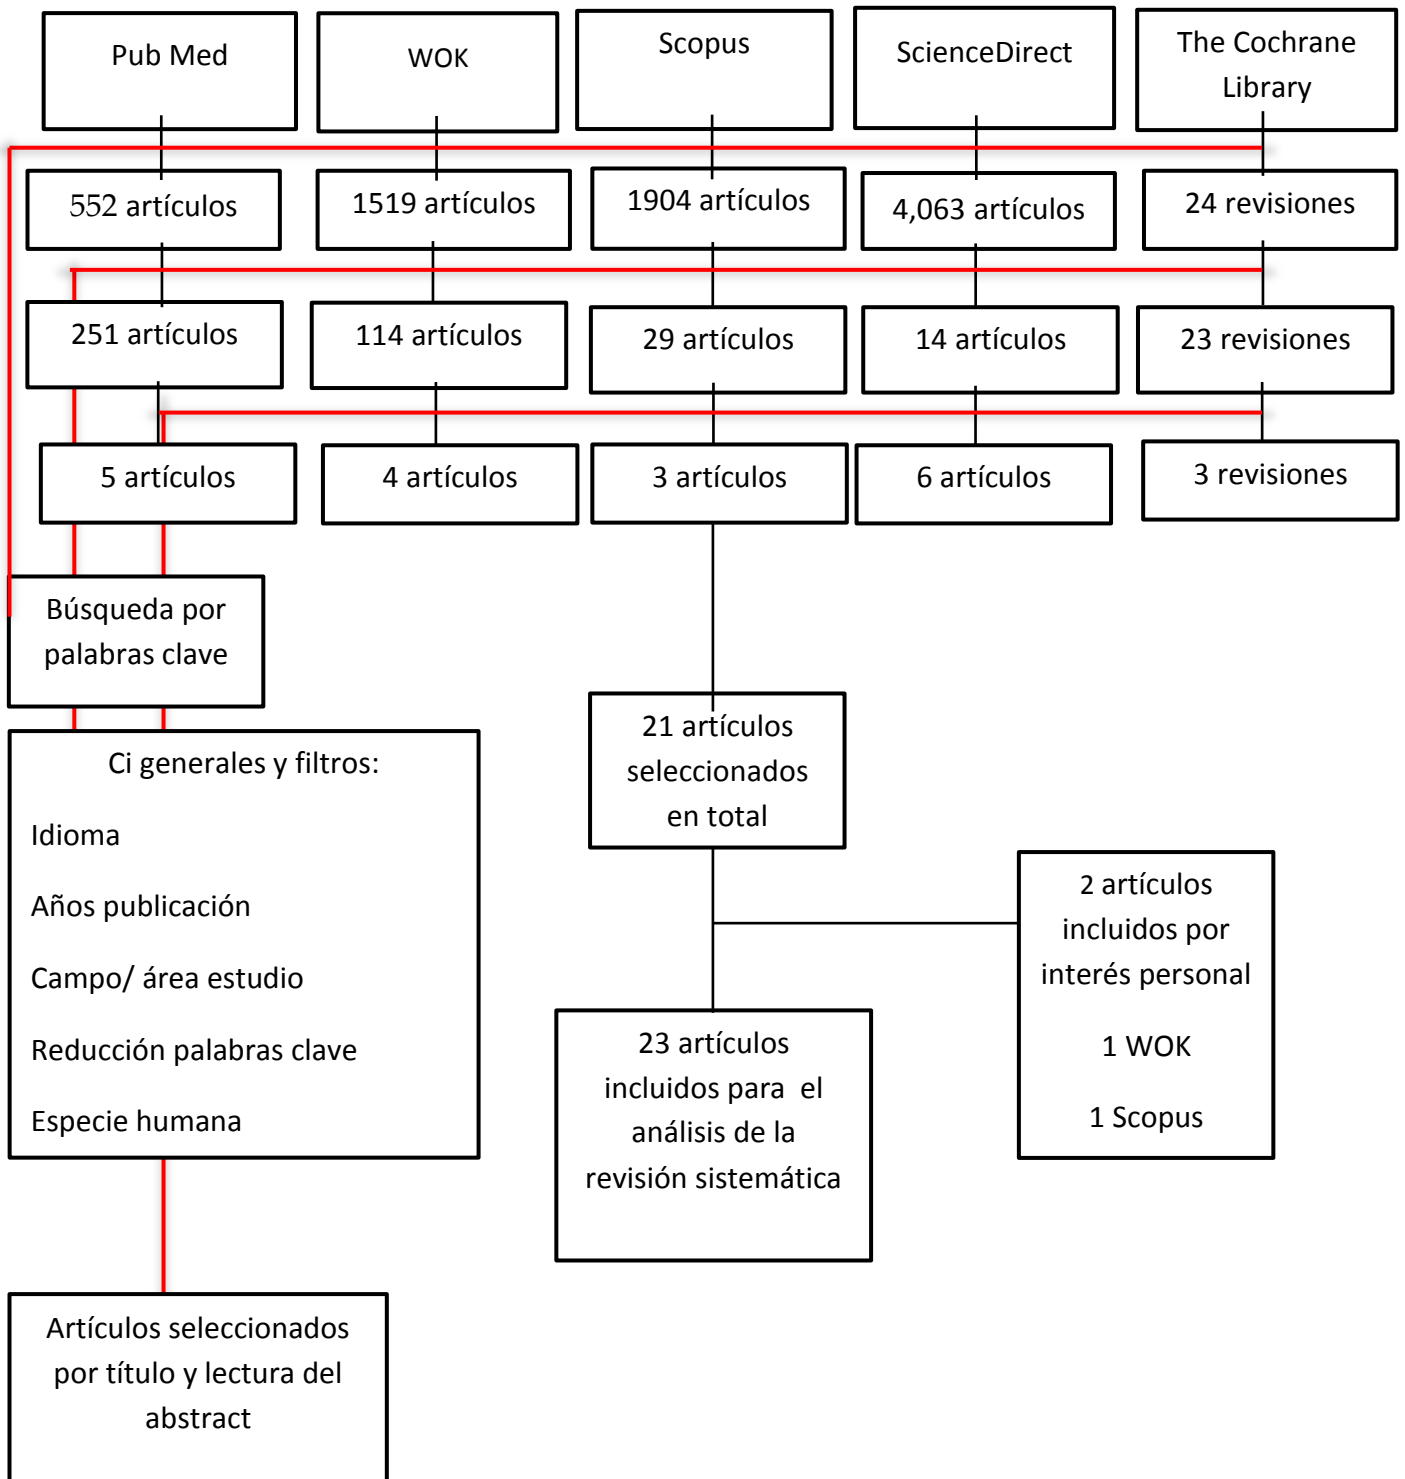 Pub Med
WOK
Scopus
ScienceDirect
The Cochrane
Library
552 artículos
1519 artículos
1904 artículos
4,063 artículos
24 revisiones
251 artículos
114 artículos
29 artículos
14 artículos
23 revisiones
5 artículos
4 artículos
3 artículos
6 artículos
3 revisiones
Búsqueda por
palabras clave
Ci generales y filtros:
Idioma
Años publicación
Campo/ área estudio
Reducción palabras clave
Especie humana
21 artículos
seleccionados
en total
2 artículos
incluidos por
interés personal
1 WOK
1 Scopus
23 artículos
incluidos para  el
análisis de la
revisión sistemática
Artículos seleccionados
por título y lectura del
abstract